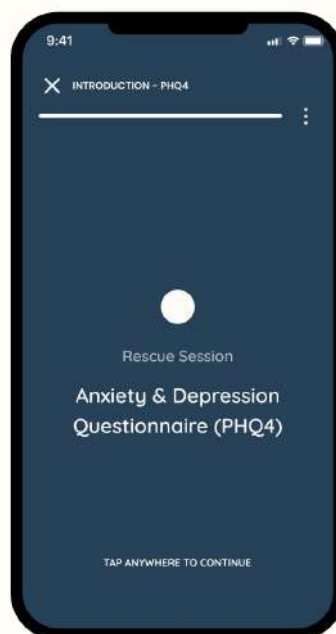 9:41
INTRODUCTION – PHQ4
Rescue Session
Anxiety & Depression
Questionnaire (PHQ4)
TAP ANYWHERE TO CONTINUE